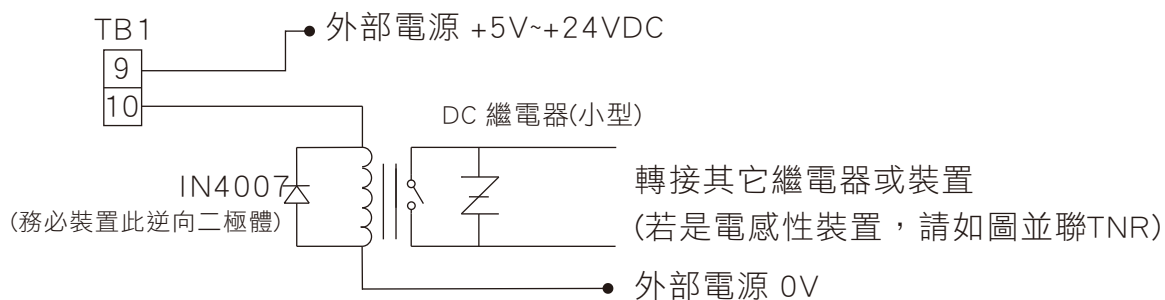 TB1
外部電源 +5V~+24VDC
9
10
DC 繼電器(小型)
IN4007
(務必裝置此逆向二極體)
轉接其它繼電器或裝置
(若是電感性裝置，請如圖並聯TNR)
外部電源 0V